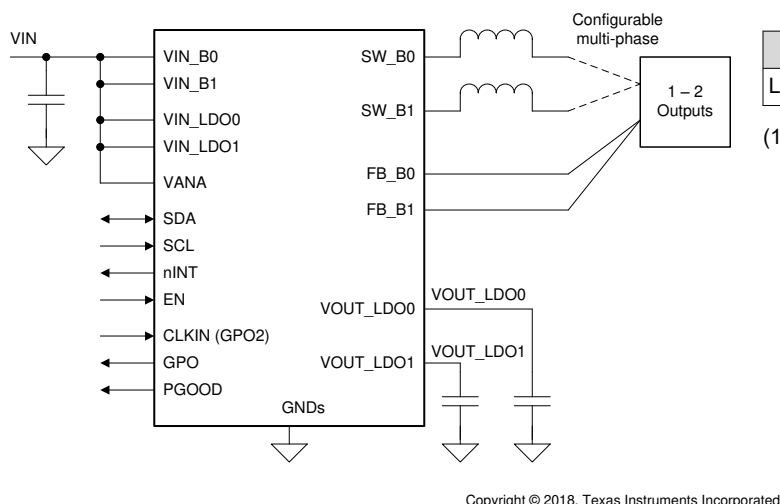 VIN
VIN_B0
VIN_B1
VIN_LDO0
VIN_LDO1
VANA
SDA
SCL
nINT
EN
CLKIN (GPO2)
GPO
PGOOD
GNDs
SW_B0
SW_B1
FB_B0
FB_B1
VOUT_LDO0
VOUT_LDO1
VOUT_LDO0
VOUT_LDO1
Configurable
multi-phase
1 – 2
Outputs
L
(1
Copyright © 2018, Texas Instruments Incorporated